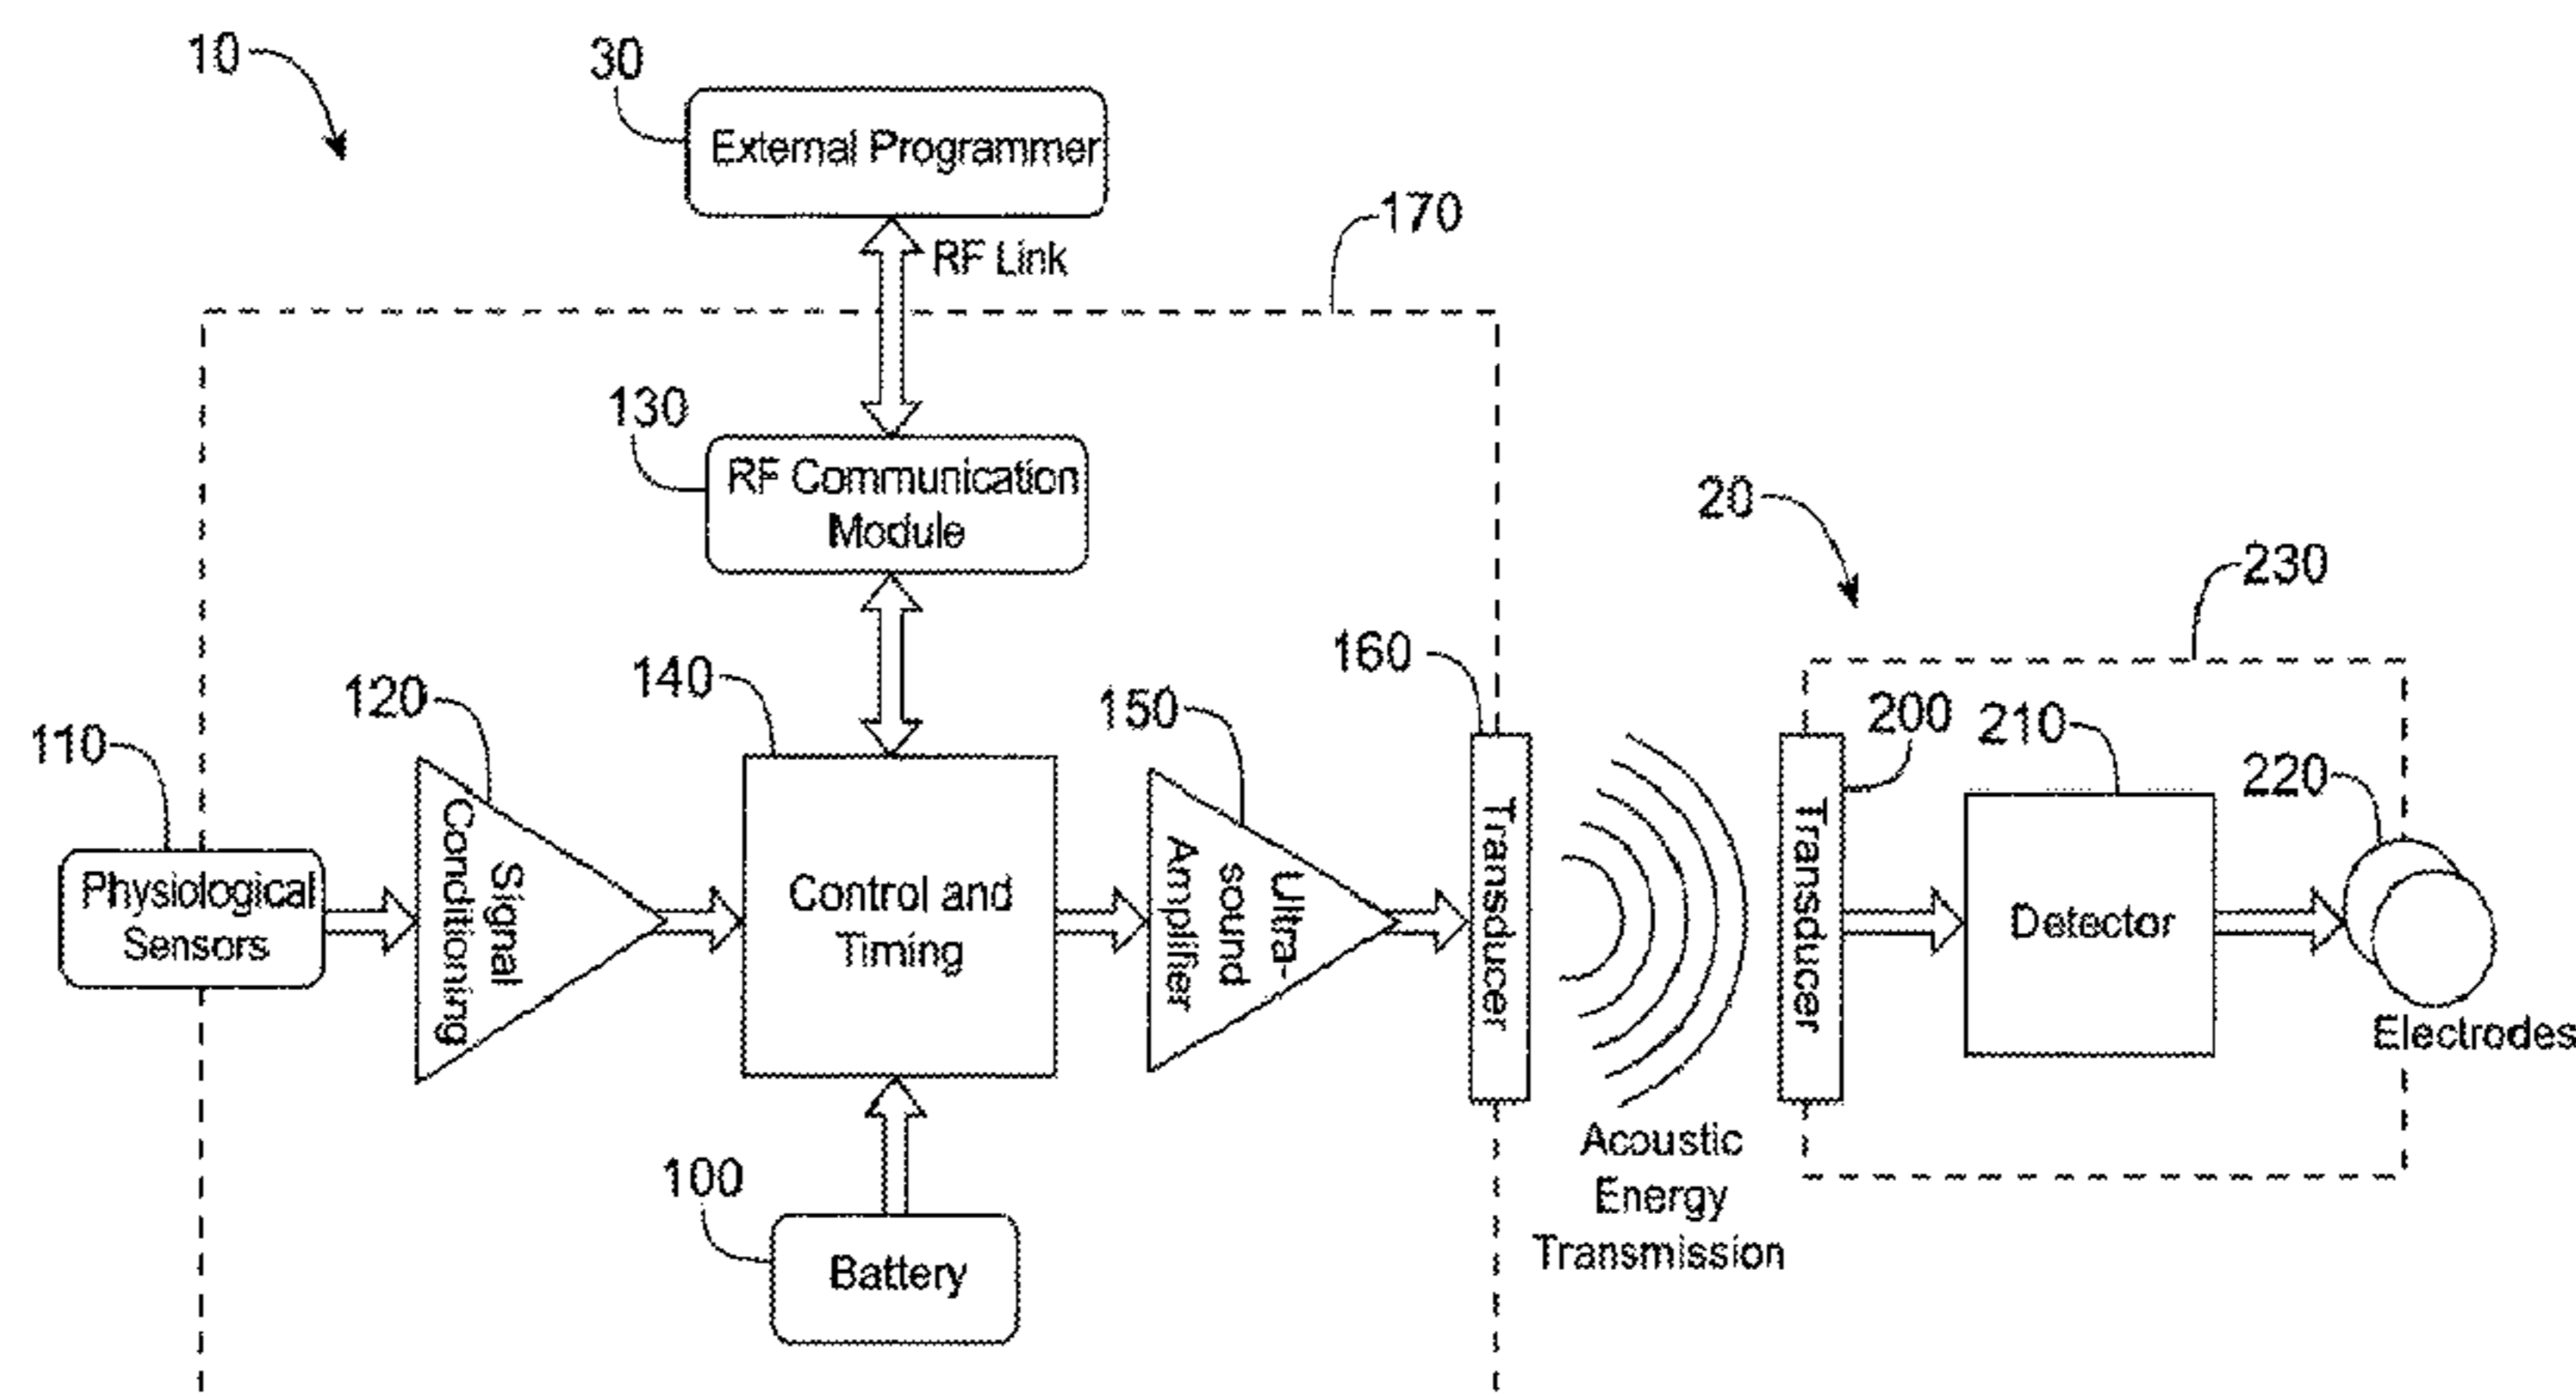 10
30
External Programmer
170
RF Link
130
RF Communication
Module
20
230
110
120
140
150
160
200
210
220
Physiological
Sensors
Signal
Conditioning
Control and
Timing
Ultra-
sound
Amplifier
Transducer
Transducer
Detector
Electrodes
Acoustic
Energy
Transmission
100
Battery